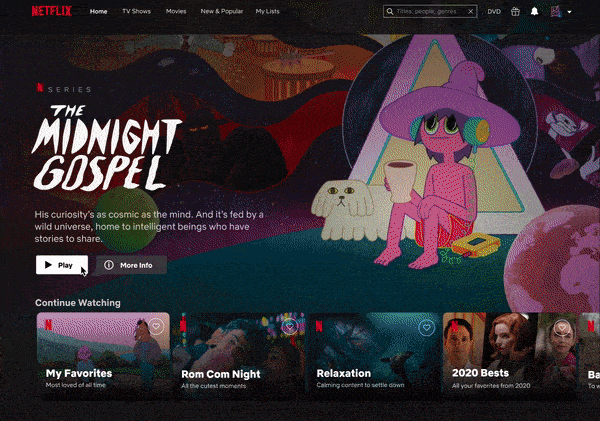 NETFLIX
Home
TV Shows
Movies
New & Popular
My Lists
Titles, people, genres
DVD
N SERIES
THE
MIDNIGHT
GOSPEL
His curiosity's as cosmic as the mind. And it's fed by a
wild universe, home to intelligent beings who have
stories to share.
Play
More Info
Continue Watching
N
My Favorites
Most loved of all time
N
Rom Com Night
All the cutest moments
N
Relaxation
Calming content to settle down
N
2020 Bests
All your favorites from 2020
N
Ba
To w